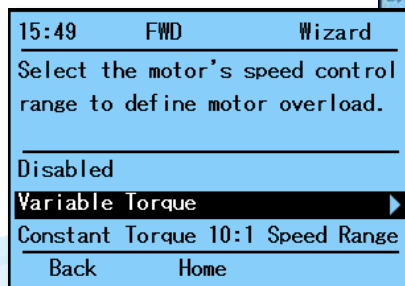 15:49 FWD Wizard
Select the motor's speed control
range to define motor overload.
Disabled
Variable Torque
Constant Torque 10:1 Speed Range
Back Home